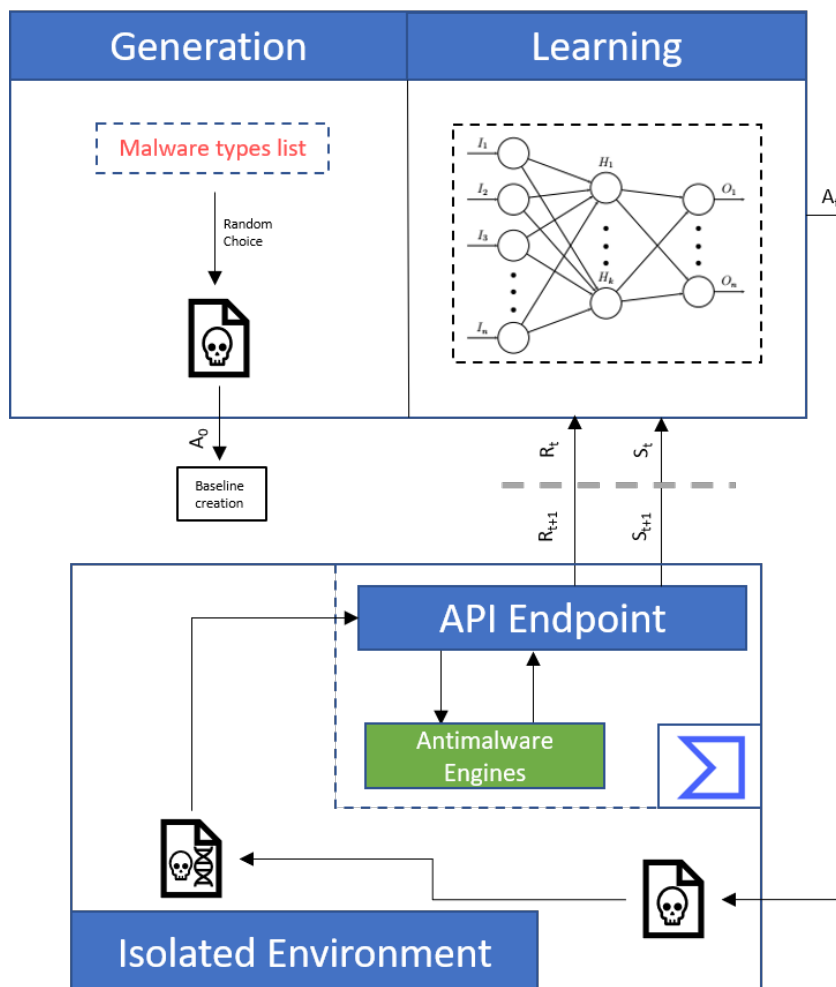 Generation
Learning
Malware types list
Random
Choice
A₀
Baseline
creation
I₁
I₂
I₃
Iₙ
H₁
Hₖ
O₁
Oₙ
Rₜ
Sₜ
Rₜ₊₁
Sₜ₊₁
API Endpoint
Antimalware
Engines
Isolated Environment